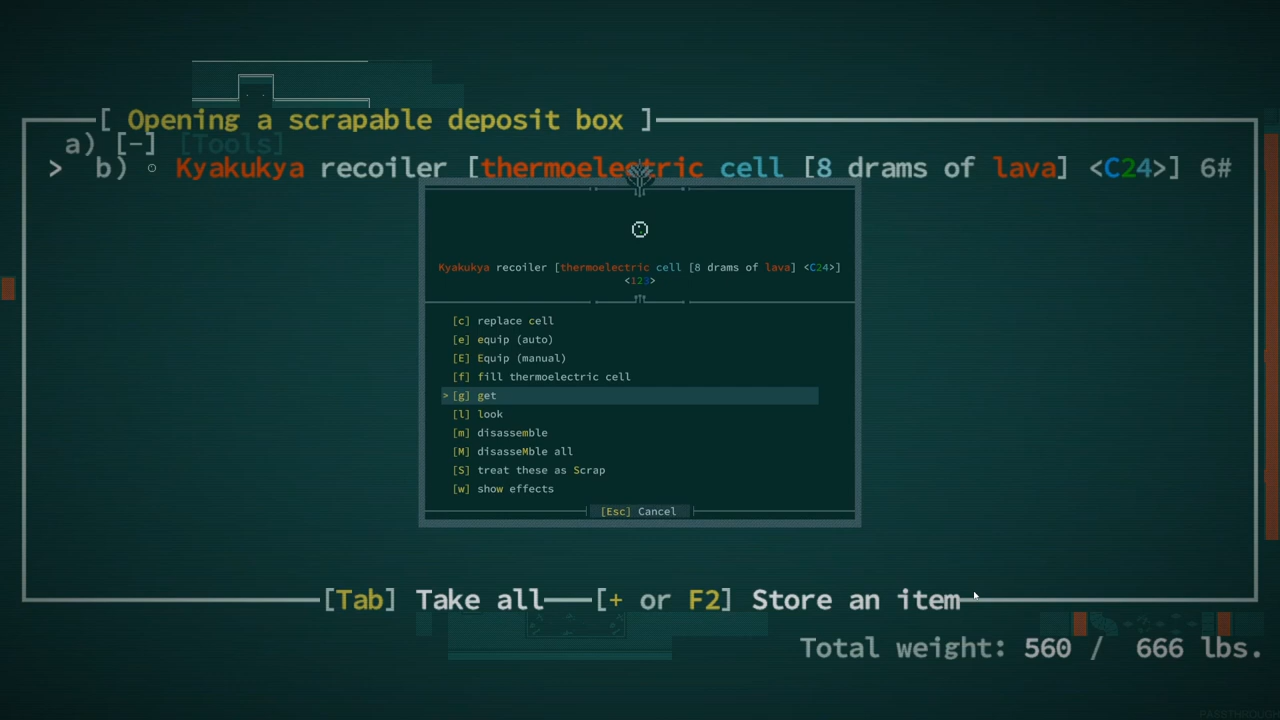 [ Opening a scrapable deposit box ]
a) [-] [Tools]
> b) Kyakukya recoiler [thermoelectric cell [8 drams of lava] <C24>] 6#
Kyakukya recoiler [thermoelectric cell [8 drams of lava] <C24>]
<123>
[c] replace cell
[e] equip (auto)
[E] Equip (manual)
[f] fill thermoelectric cell
> [g] get
[l] look
[m] disassemble
[M] disasseMble all
[S] treat these as Scrap
[w] show effects
[Esc] Cancel
[Tab] Take all [+ or F2] Store an item
Total weight: 560 / 666 lbs.